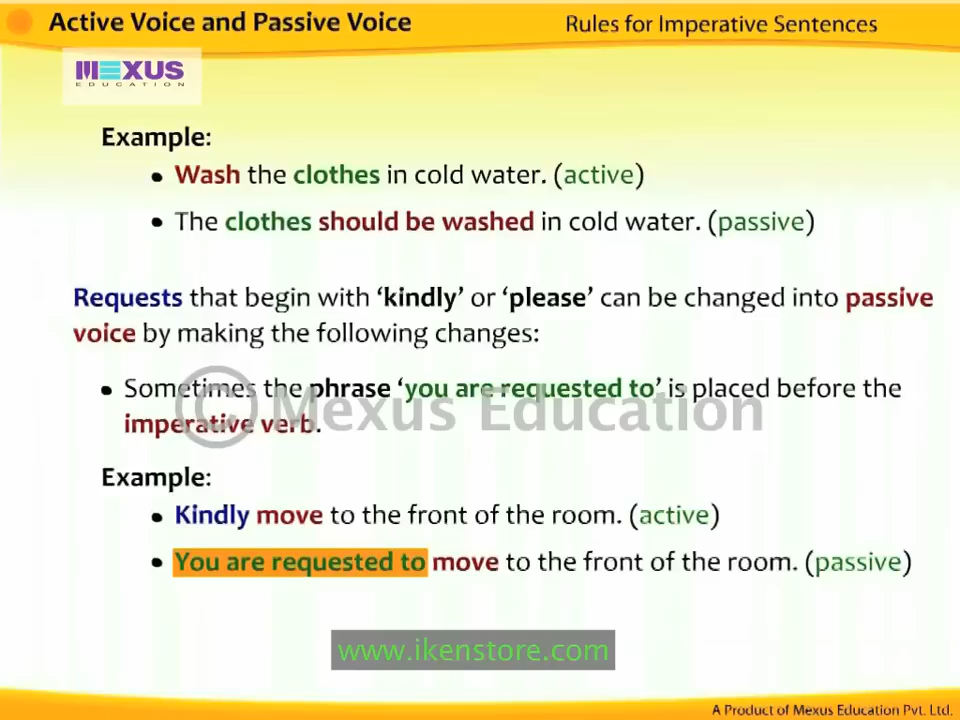 Active Voice and Passive Voice
Rules for Imperative Sentences
MEXUS
EDUCATION
Example:
• Wash the clothes in cold water. (active)
• The clothes should be washed in cold water. (passive)
Requests that begin with ‘kindly’ or ‘please’ can be changed into passive
voice by making the following changes:
• Sometimes the phrase ‘you are requested to’ is placed before the
imperative verb.
© Mexus Education
Example:
• Kindly move to the front of the room. (active)
• You are requested to move to the front of the room. (passive)
www.ikenstore.com
A Product of Mexus Education Pvt. Ltd.